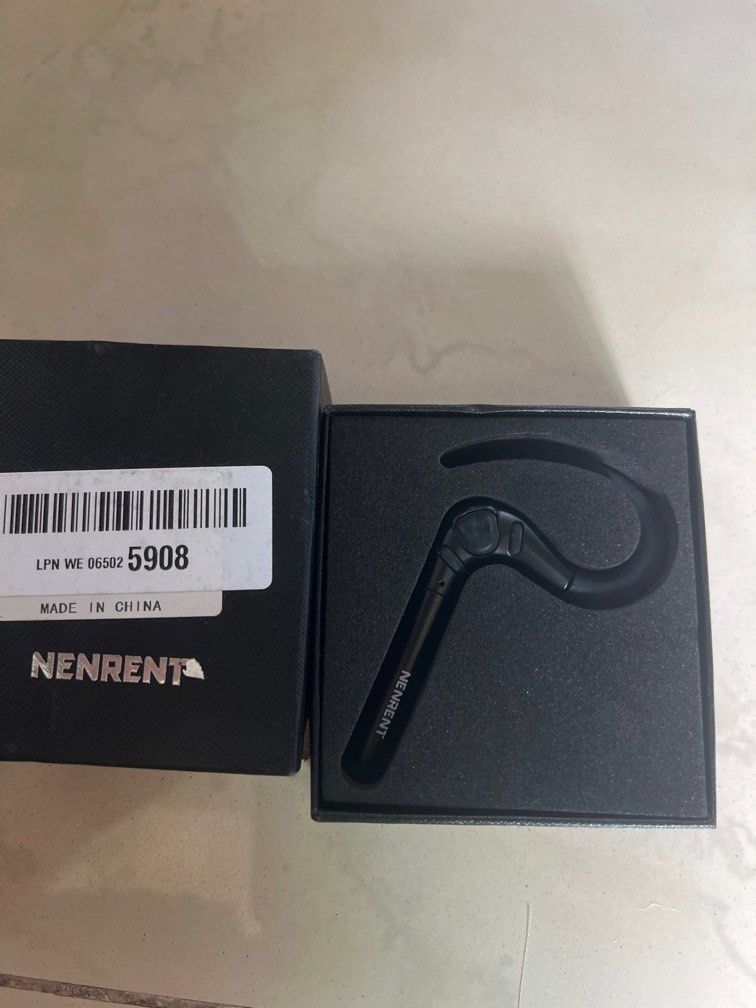 LPN WE 06502 5908
MADE IN CHINA
NENRENT
NENRENT